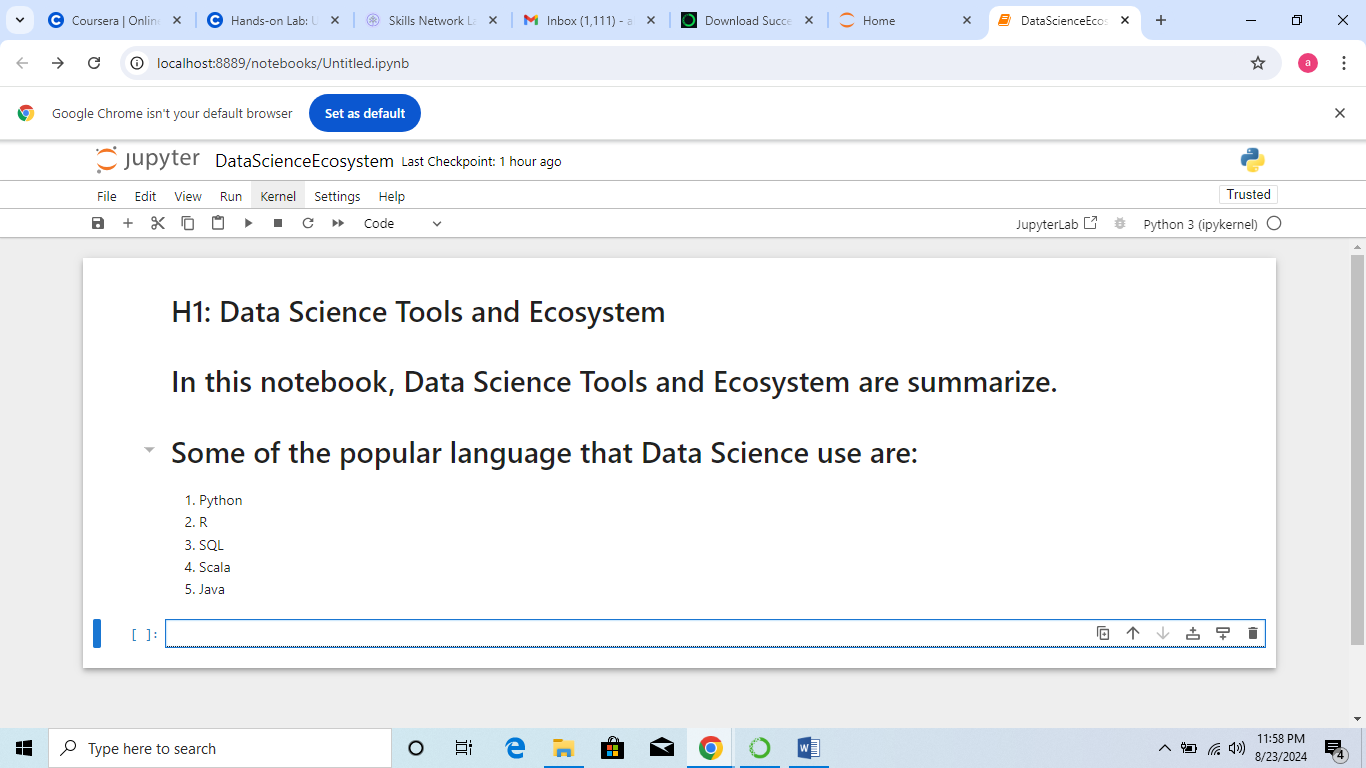 Coursera | Online
Hands-on Lab: U
Skills Network La
Inbox (1,111) - a
Download Succe
Home
DataScienceEcos
localhost:8889/notebooks/Untitled.ipynb
a
Google Chrome isn't your default browser
Set as default
jupyter
DataScienceEcosystem
Last Checkpoint: 1 hour ago
File Edit View Run Kernel Settings Help
Trusted
Code
JupyterLab
Python 3 (ipykernel)
H1: Data Science Tools and Ecosystem
In this notebook, Data Science Tools and Ecosystem are summarize.
Some of the popular language that Data Science use are:
1. Python
2. R
3. SQL
4. Scala
5. Java
[ ]:
Type here to search
11:58 PM
8/23/2024
4